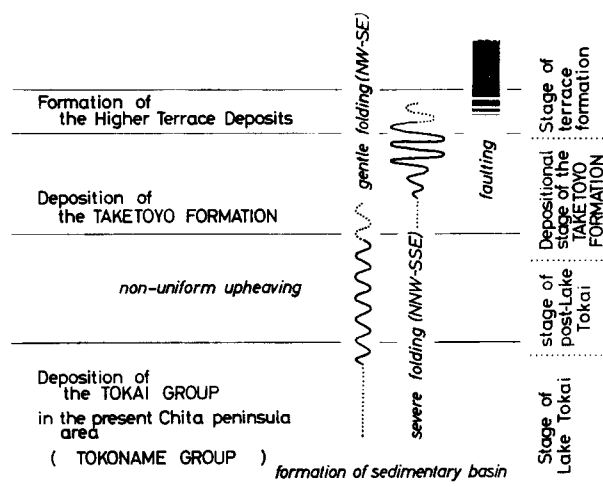 Formation of
the Higher Terrace Deposits
Deposition of
the TAKETOYO FORMATION
non-uniform upheaving
Deposition of
the TOKAI GROUP
in the present Chita peninsula
area
( TOKONAME GROUP )
formation of sedimentary basin
gentle folding (NW-SE)
severe folding (NNW-SSE)
faulting
Stage of
terrace
formation
Depositional
stage of the
TAKETOYO
FORMATION
stage of
post-Lake
Tokai
Stage of
Lake Tokai